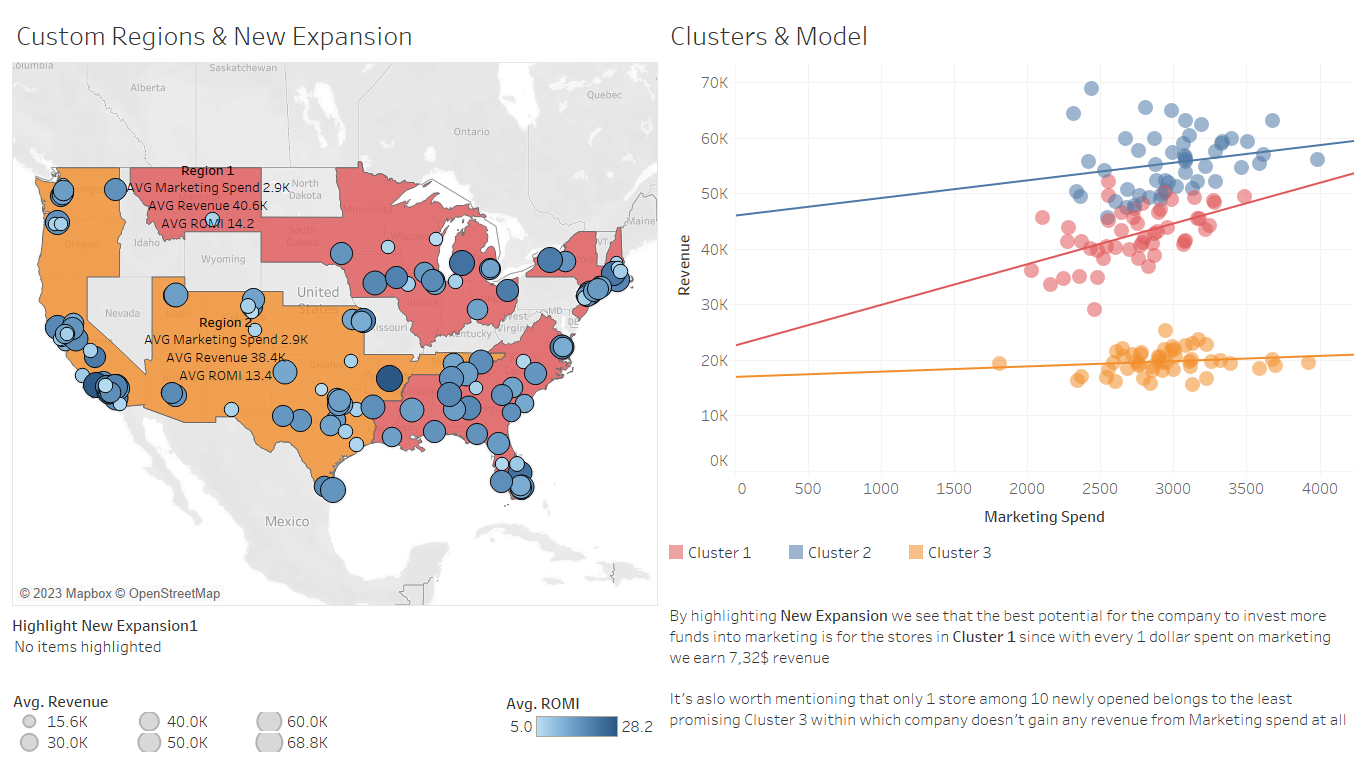 Custom Regions & New Expansion
Clusters & Model
olumbia
Saskatchewan
Alberta
Quebec
Ontario
Region 1
AVG Marketing Spend 2.9K
AVG Revenue 40.6K
AVG ROMI 14.2
North
Dakota
Minnesota
Maine
VT
Oregon
Idaho
South
Dakota
Wisconsin
Wyoming
Nevada
Utah
United
States
Illinois
West
Virginia
MD
DE
Missouri
Kentucky
Region 2
AVG Marketing Spend 2.9K
AVG Revenue 38.4K
AVG ROMI 13.4
Oklahoma
Mexico
© 2023 Mapbox © OpenStreetMap
Highlight New Expansion1
No items highlighted
Avg. Revenue
15.6K
40.0K
60.0K
30.0K
50.0K
68.8K
Avg. ROMI
5.0
28.2
Revenue
70K
60K
50K
40K
30K
20K
10K
0K
0
500
1000
1500
2000
2500
3000
3500
4000
Marketing Spend
Cluster 1
Cluster 2
Cluster 3
By highlighting New Expansion we see that the best potential for the company to invest more
funds into marketing is for the stores in Cluster 1 since with every 1 dollar spent on marketing
we earn 7,32$ revenue
It's aslo worth mentioning that only 1 store among 10 newly opened belongs to the least
promising Cluster 3 within which company doesn't gain any revenue from Marketing spend at all